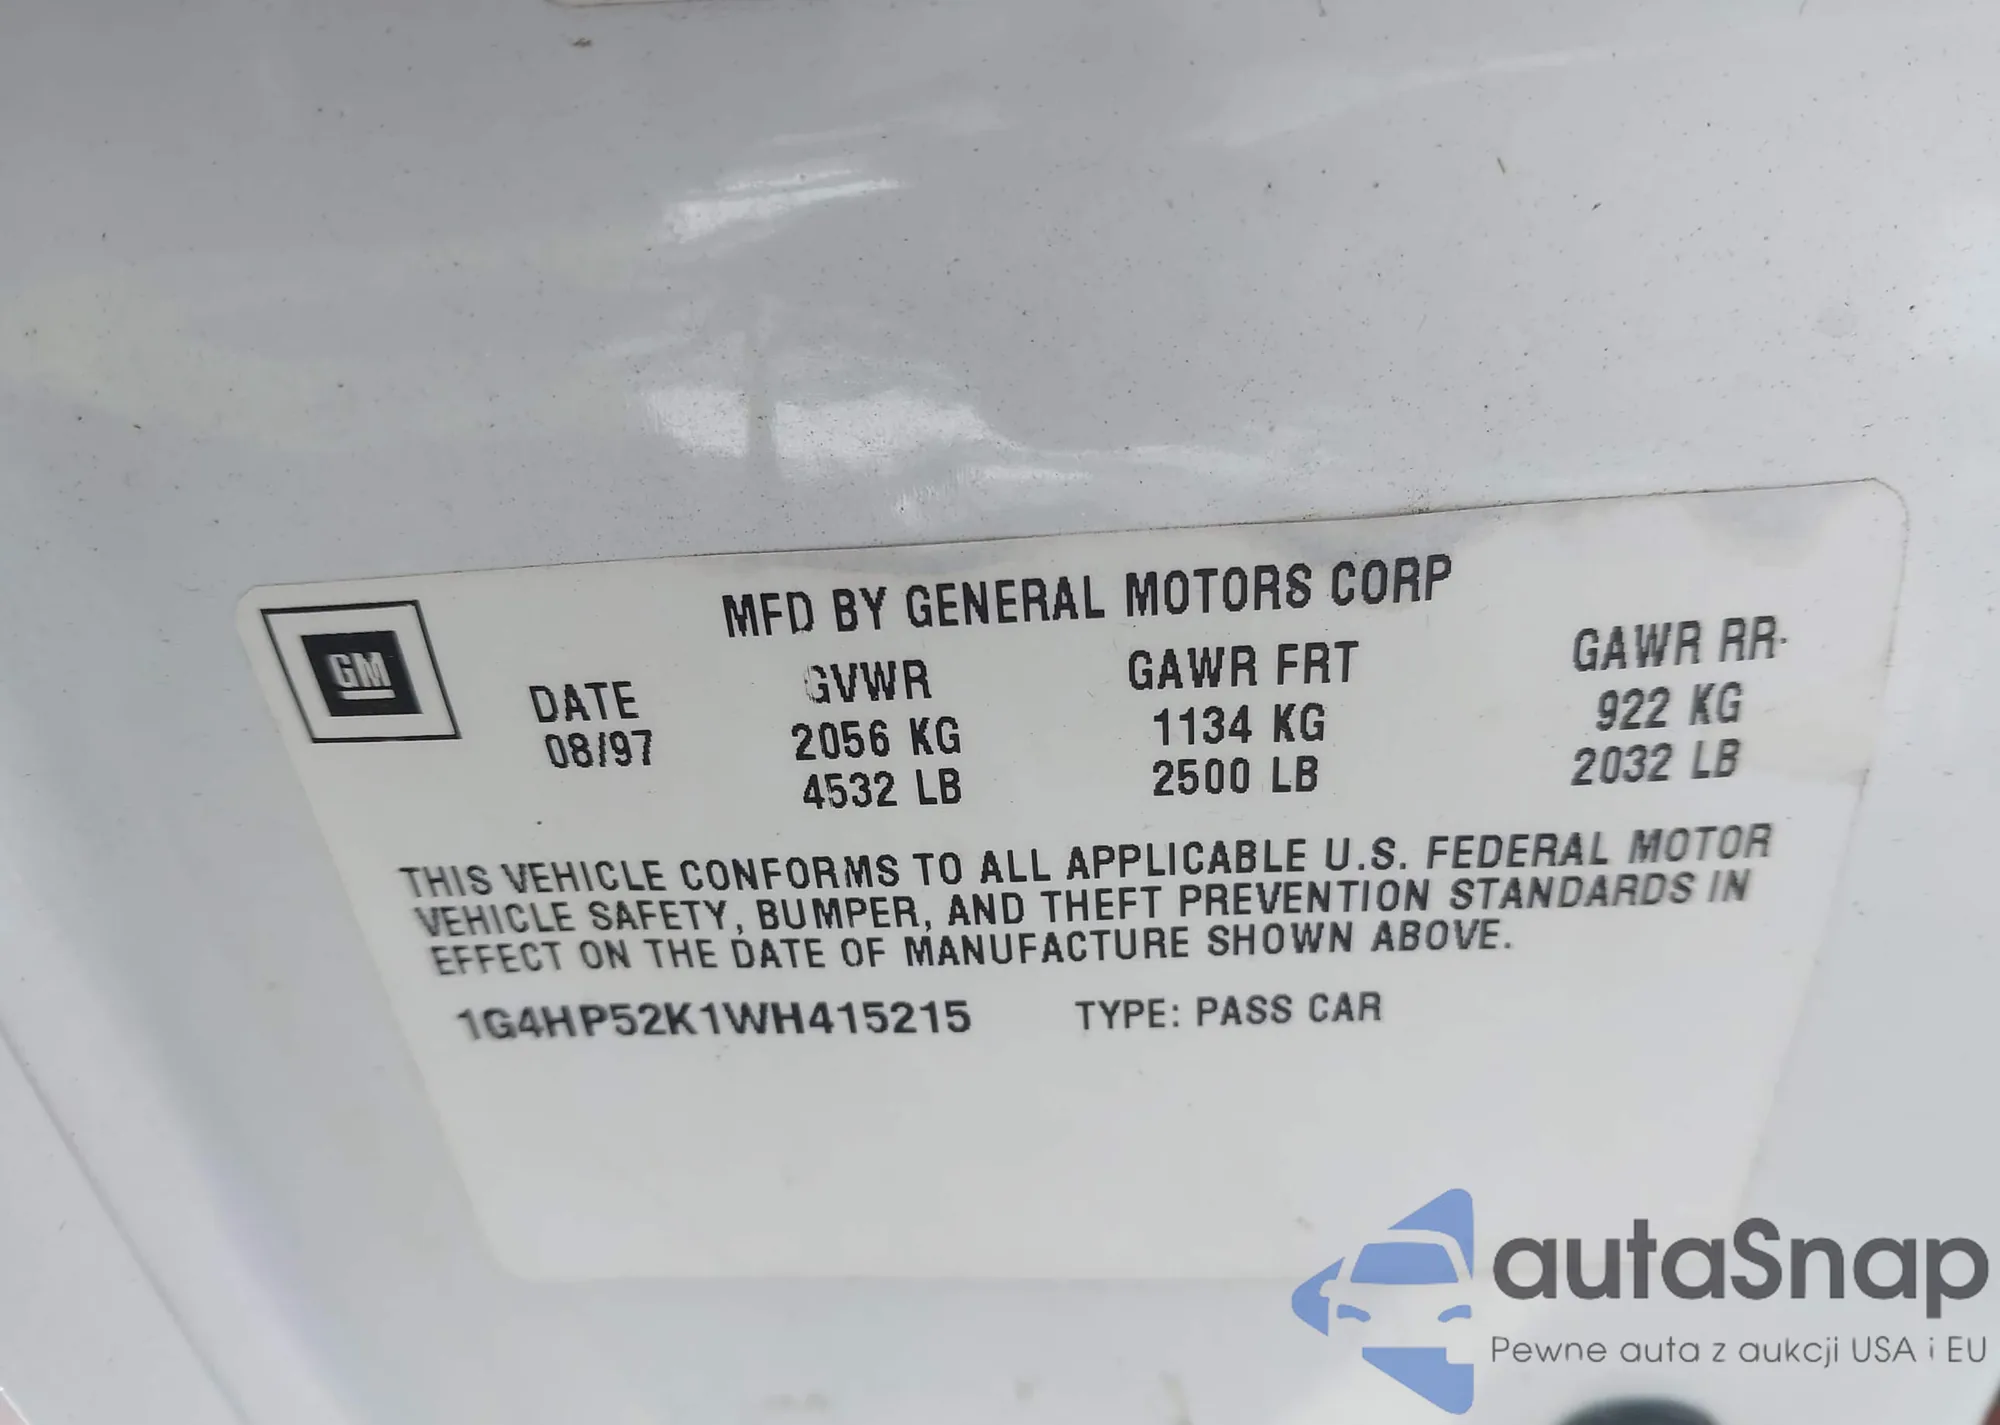 MFD BY GENERAL MOTORS CORP
GM
DATE GVWR GAWR FRT GAWR RR
08/97 2056 KG 1134 KG 922 KG
4532 LB 2500 LB 2032 LB
THIS VEHICLE CONFORMS TO ALL APPLICABLE U.S. FEDERAL MOTOR
VEHICLE SAFETY, BUMPER, AND THEFT PREVENTION STANDARDS IN
EFFECT ON THE DATE OF MANUFACTURE SHOWN ABOVE.
1G4HP52K1WH415215 TYPE: PASS CAR
autaSnap
Pewne auta z aukcji USA i EU